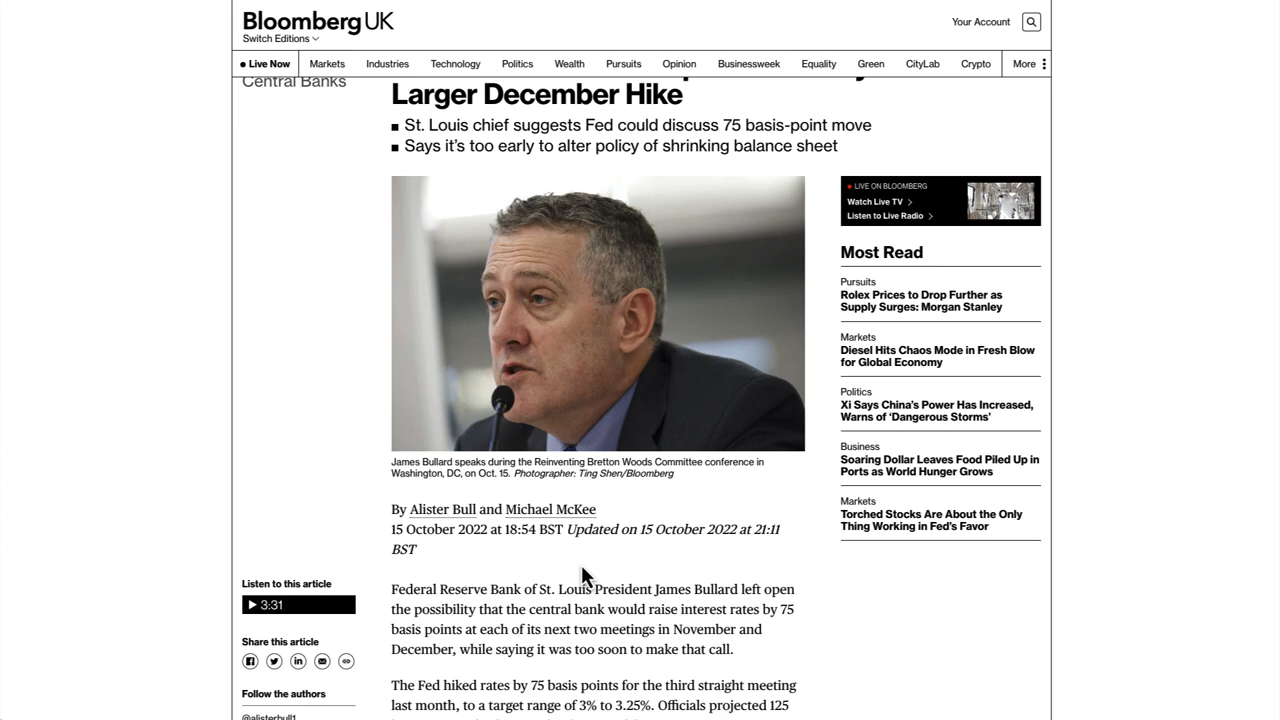 Bloomberg UK
Switch Editions
Your Account
Live Now
Markets
Industries
Technology
Politics
Wealth
Pursuits
Opinion
Businessweek
Equality
Green
CityLab
Crypto
More
Central Banks
Larger December Hike
■ St. Louis chief suggests Fed could discuss 75 basis-point move
■ Says it’s too early to alter policy of shrinking balance sheet
James Bullard speaks during the Reinventing Bretton Woods Committee conference in
Washington, DC, on Oct. 15. Photographer: Ting Shen/Bloomberg
By Alister Bull and Michael McKee
15 October 2022 at 18:54 BST Updated on 15 October 2022 at 21:11
BST
Listen to this article
3:31
Share this article
Follow the authors
@alisterbull1
Federal Reserve Bank of St. Louis President James Bullard left open
the possibility that the central bank would raise interest rates by 75
basis points at each of its next two meetings in November and
December, while saying it was too soon to make that call.
The Fed hiked rates by 75 basis points for the third straight meeting
last month, to a target range of 3% to 3.25%. Officials projected 125
LIVE ON BLOOMBERG
Watch Live TV
Listen to Live Radio
Most Read
Pursuits
Rolex Prices to Drop Further as
Supply Surges: Morgan Stanley
Markets
Diesel Hits Chaos Mode in Fresh Blow
for Global Economy
Politics
Xi Says China’s Power Has Increased,
Warns of ‘Dangerous Storms’
Business
Soaring Dollar Leaves Food Piled Up in
Ports as World Hunger Grows
Markets
Torched Stocks Are About the Only
Thing Working in Fed’s Favor